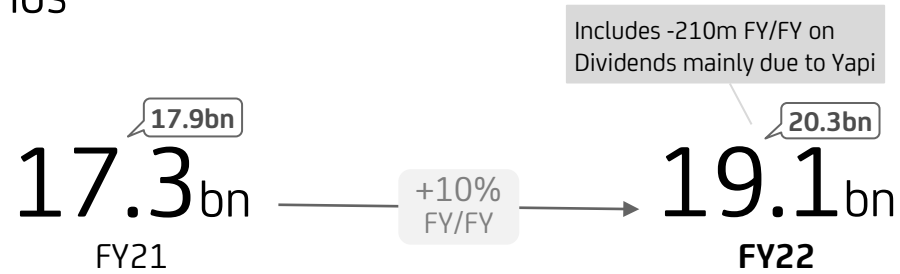 Includes -210m FY/FY on
Dividends mainly due to Yapi
17.9bn
20.3bn
17.3bn
+10%
FY/FY
19.1bn
FY21
FY22